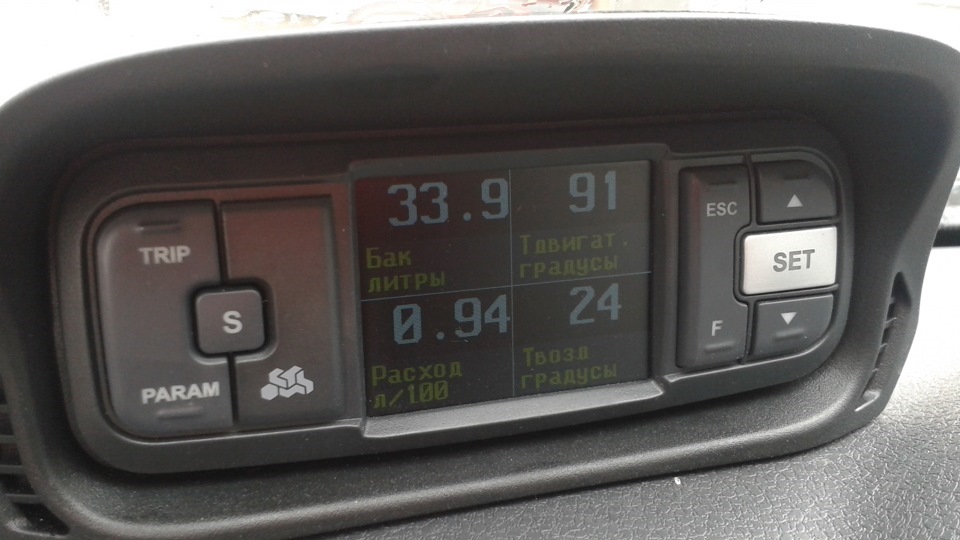 TRIP
S
PARAM
33.9
Бак
литры
91
Тдвигат.
градусы
0.94
Расход
л/100
24
Твозд
градусы
ESC
▲
SET
F
▼